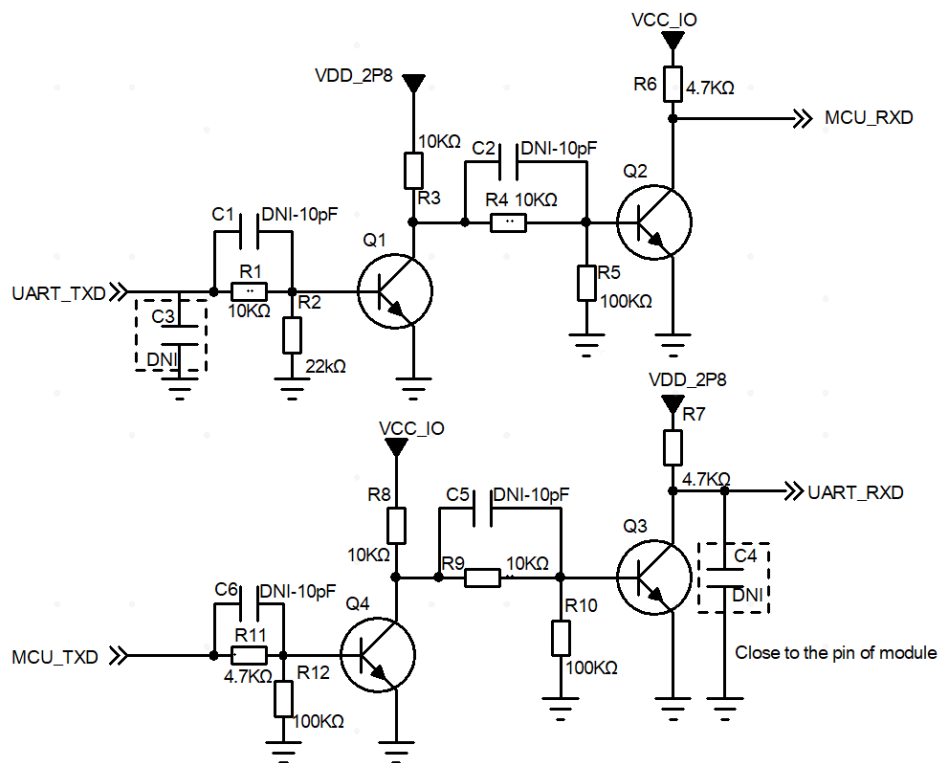 VCC_IO
R6
4.7KΩ
MCU_RXD
VDD_2P8
10KΩ
R3
C2
DNI-10pF
R4 10KΩ
Q2
R5
100KΩ
C1
DNI-10pF
Q1
UART_TXD
R1
10KΩ
R2
22kΩ
C3
DNI
VDD_2P8
R7
4.7KΩ
UART_RXD
VCC_IO
R8
10KΩ
C5
DNI-10pF
R9
10KΩ
Q3
C4
DNI
R10
100KΩ
Close to the pin of module
C6
DNI-10pF
Q4
MCU_TXD
R11
4.7KΩ
R12
100KΩ